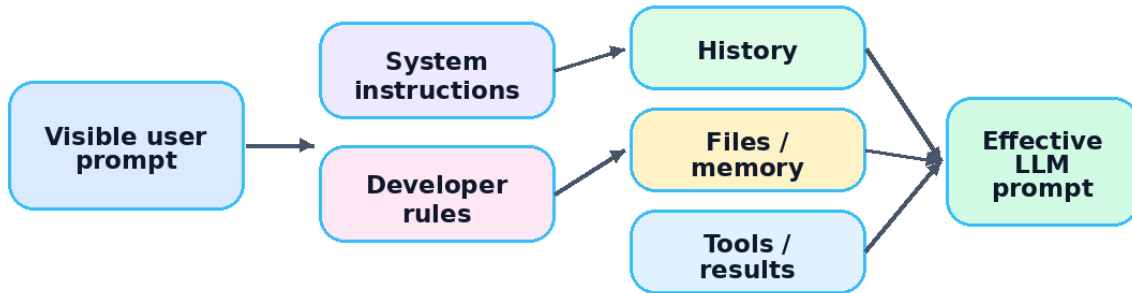 Visible user
prompt
System
instructions
Developer
rules
History
Files /
memory
Tools /
results
Effective
LLM
prompt